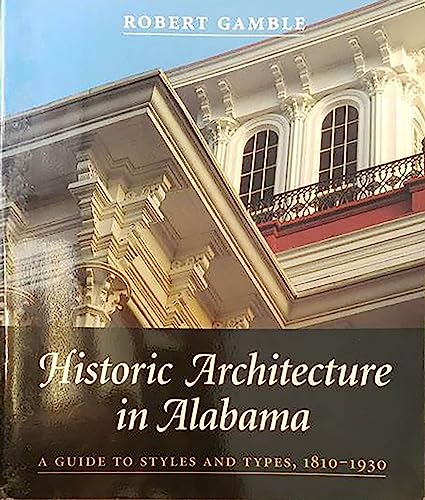 ROBERT GAMBLE
Historic Architecture
in Alabama
A GUIDE TO STYLES AND TYPES, 1810–1930